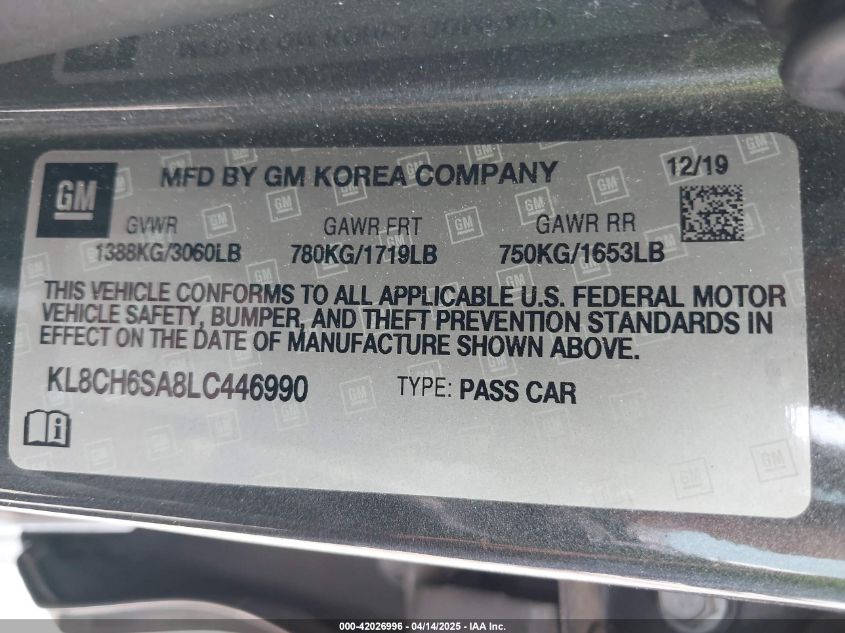 GM
MFD BY GM KOREA COMPANY
12/19
GVWR GAWR FRT GAWR RR
1388KG/3060LB 780KG/1719LB 750KG/1653LB
THIS VEHICLE CONFORMS TO ALL APPLICABLE U.S. FEDERAL MOTOR
VEHICLE SAFETY, BUMPER, AND THEFT PREVENTION STANDARDS IN
EFFECT ON THE DATE OF MANUFACTURE SHOWN ABOVE.
KL8CH6SA8LC446990 TYPE: PASS CAR
000-42026996 - 04/14/2025 - IAA Inc.